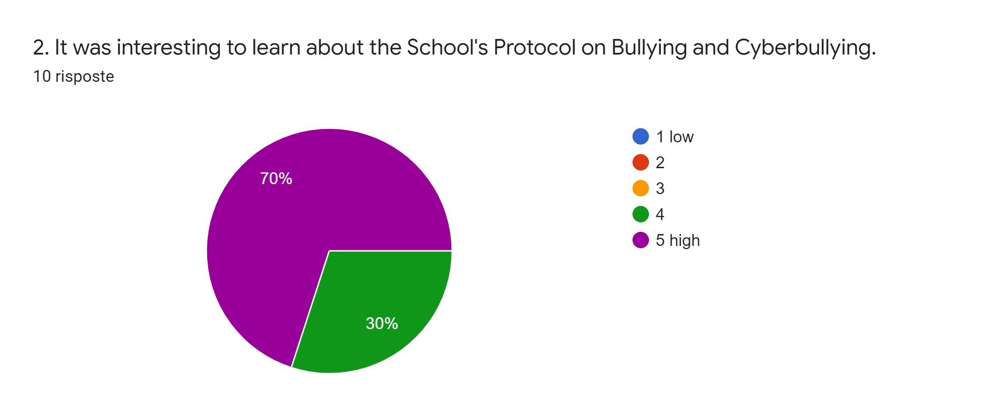 2. It was interesting to learn about the School's Protocol on Bullying and Cyberbullying.
10 risposte
70%
30%
1 low
2
3
4
5 high